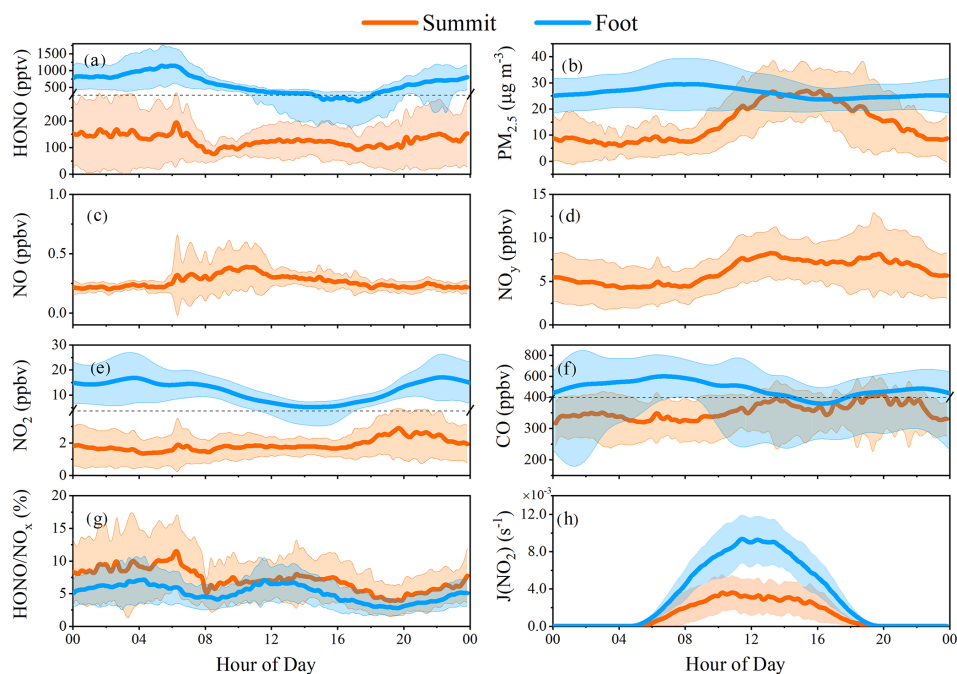 Summit Foot
(a)
HONO (pptv)
1500
1000
500
200
100
0
(b)
PM2.5 (μg m-3)
45
40
30
20
10
0
(c)
NO (ppbv)
1.0
0.5
0.0
(d)
NOy (ppbv)
15
10
5
0
(e)
NO2 (ppbv)
30
20
10
2
0
(f)
CO (ppbv)
800
600
400
300
200
(g)
HONO/NOx (%)
20
15
10
5
0
00 04 08 12 16 20 00
Hour of Day
(h)
×10-3
J(NO2) (s-1)
12.0
8.0
4.0
0.0
00 04 08 12 16 20 00
Hour of Day